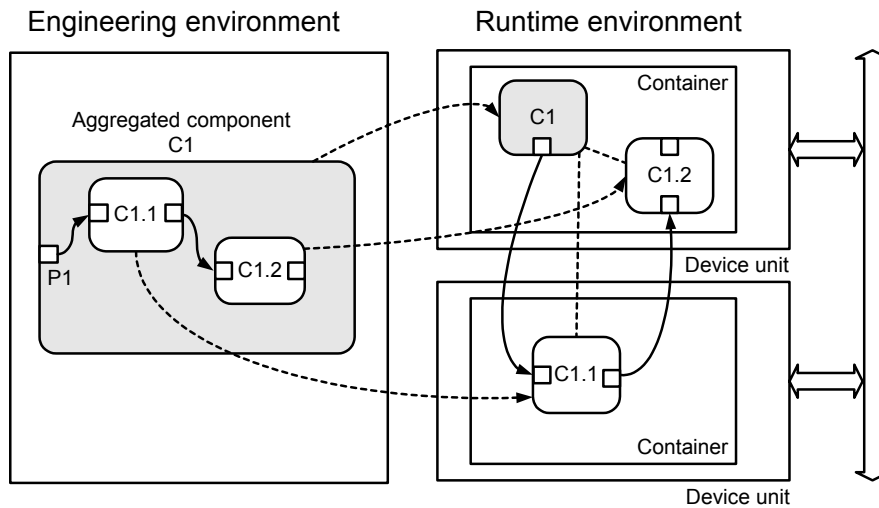 Engineering environment
Runtime environment
Aggregated component
C1
C1.1
C1.2
P1
Container
C1
C1.2
Device unit
C1.1
Container
Device unit